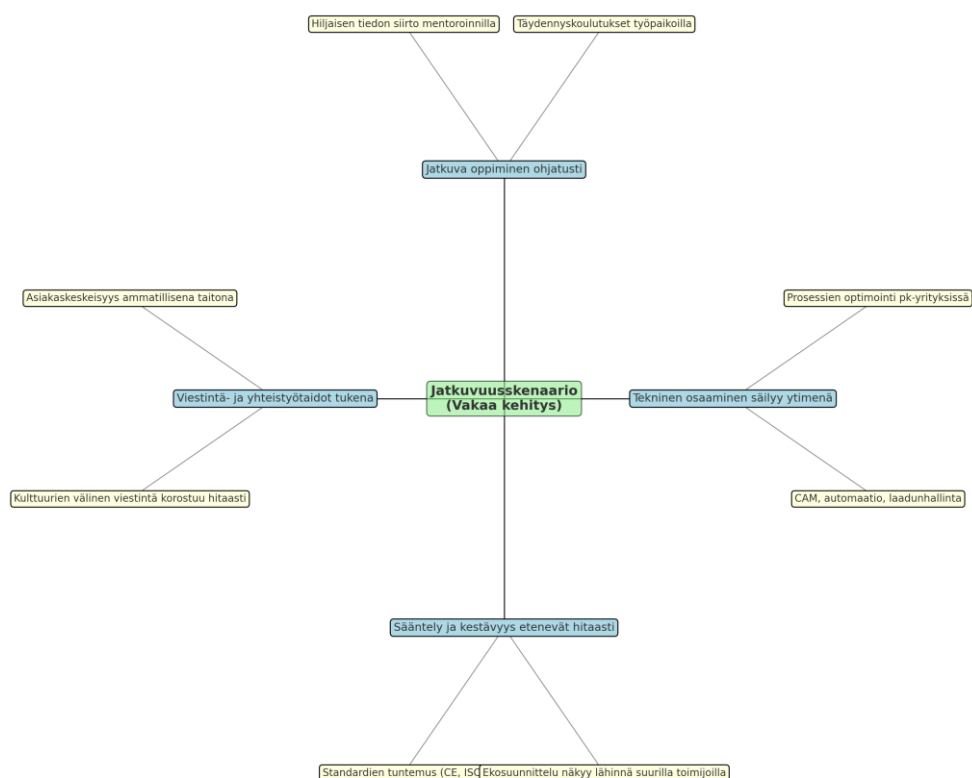 Hiljaisen tiedon siirto mentoroinnilla
Täydennyskoulutukset työpaikoilla
Jatkuva oppiminen ohjatusti
Asiakaskeskeisyys ammatillisena taitona
Prosessien optimointi pk-yrityksissä
Viestintä- ja yhteistyötaidot tukena
Jatkuvuusskenaario
(Vakaa kehitys)
Tekninen osaaminen säilyy ytimenä
Kulttuurien välinen viestintä korostuu hitaasti
CAM, automaatio, laadunhallinta
Sääntely ja kestävyys etenevät hitaasti
Standardien tuntemus (CE, ISO
Ekosuunnittelu näkyy lähinnä suurilla toimijoilla